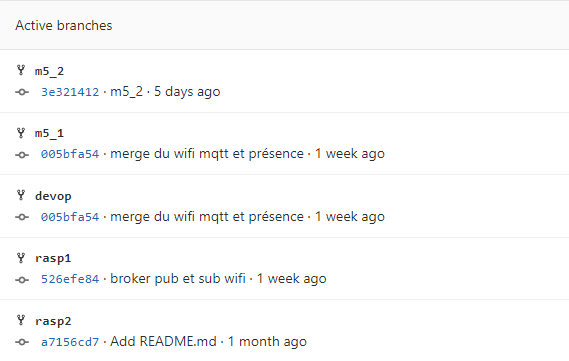 Active branches
m5_2
3e321412 · m5_2 · 5 days ago
m5_1
005bfa54 · merge du wifi mqtt et présence · 1 week ago
devop
005bfa54 · merge du wifi mqtt et présence · 1 week ago
rasp1
526efe84 · broker pub et sub wifi · 1 week ago
rasp2
a7156cd7 · Add README.md · 1 month ago